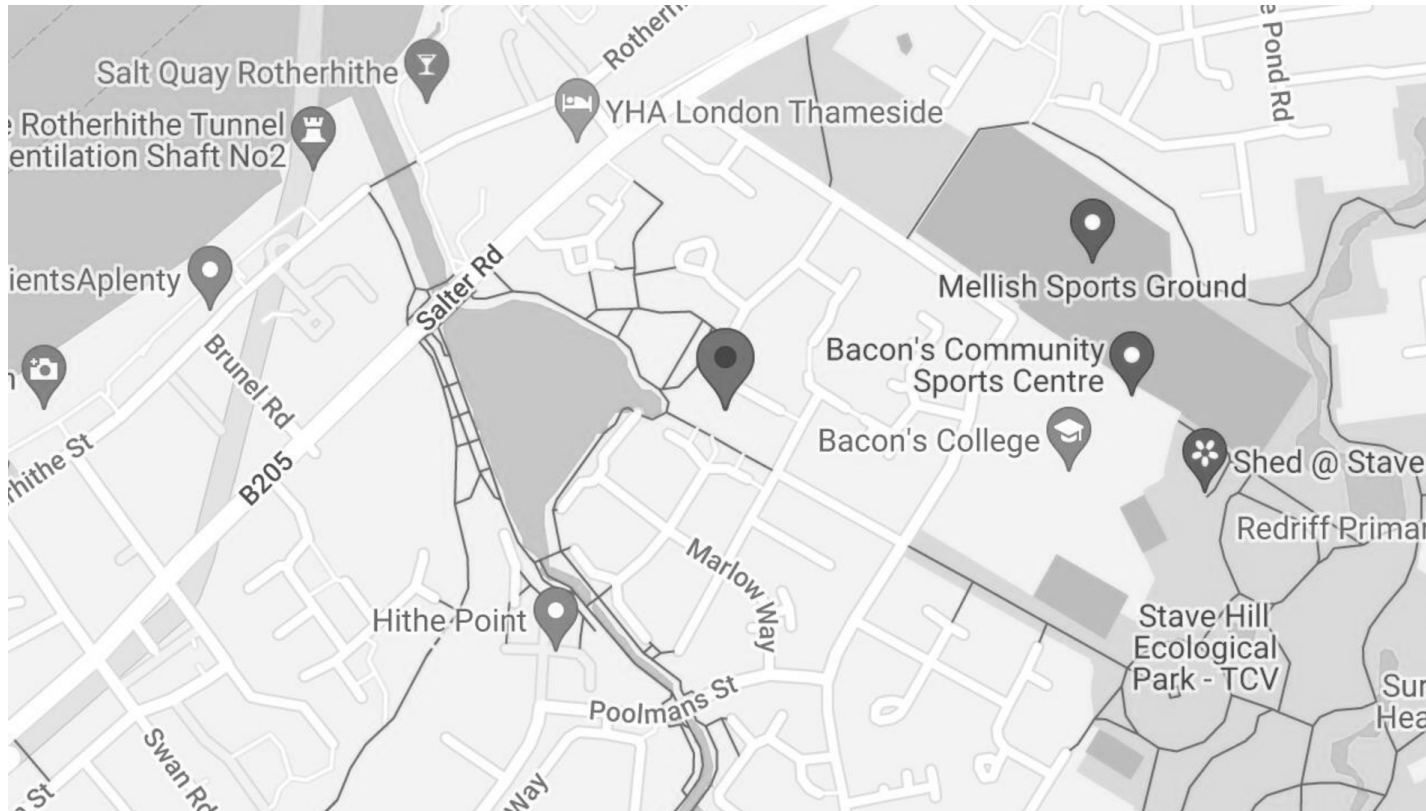 Salt Quay Rotherhithe
Rotherhi
YHA London Thameside
e Pond Rd
e Rotherhithe Tunnel
entilation Shaft No2
ientsAplenty
Salter Rd
Mellish Sports Ground
Bacon's Community
Sports Centre
Brunel Rd
n
Bacon's College
rhithe St
B205
Shed @ Stave
Redriff Primar
Marlow Way
Hithe Point
Stave Hill
Ecological
Park - TCV
Poolmans St
Sur
Hea
Swan Rd
Way
n St